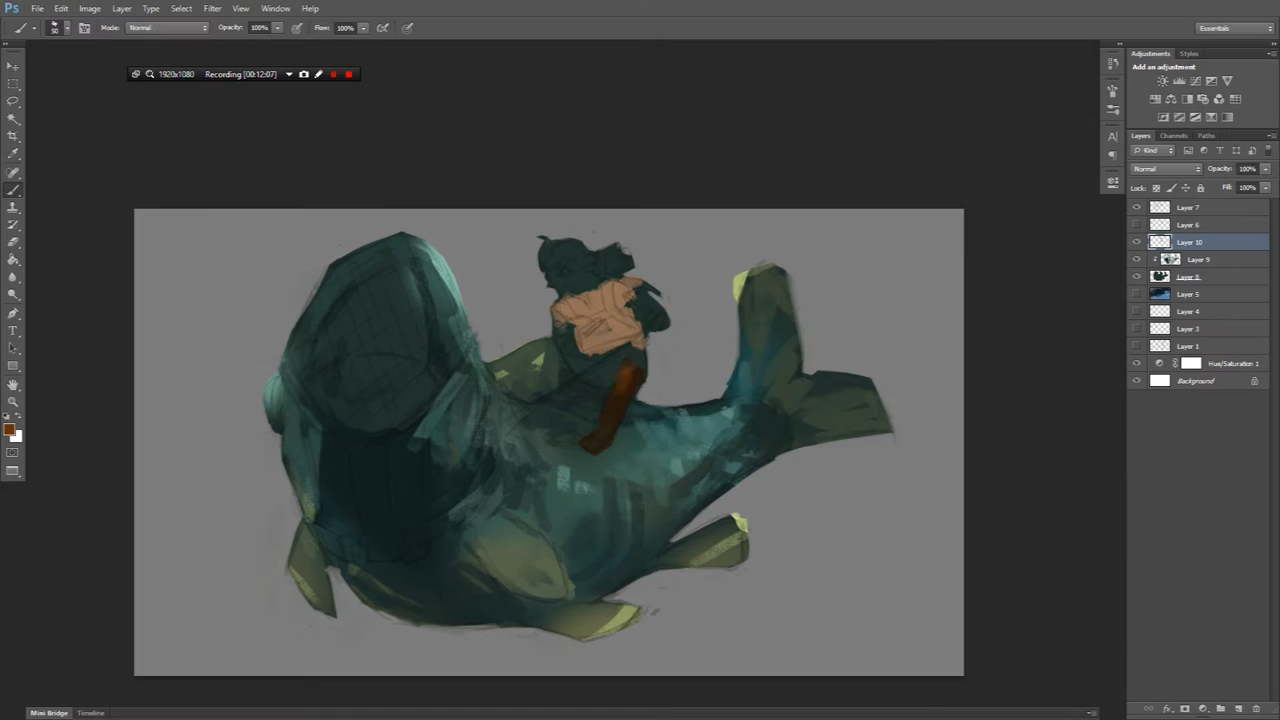 Ps File Edit Image Layer Type Select Filter View Window Help
50 Mode: Normal Opacity: 100% Flow: 100% Essentials
1920x1080 Recording [00:12:07]
Adjustments Styles
Add an adjustment
Layers Channels Paths
Kind
Normal Opacity: 100%
Lock: Fill: 100%
Layer 7
Layer 6
Layer 10
Layer 9
Layer 8
Layer 5
Layer 4
Layer 3
Layer 1
Hue/Saturation 1
Background
Mini Bridge Timeline